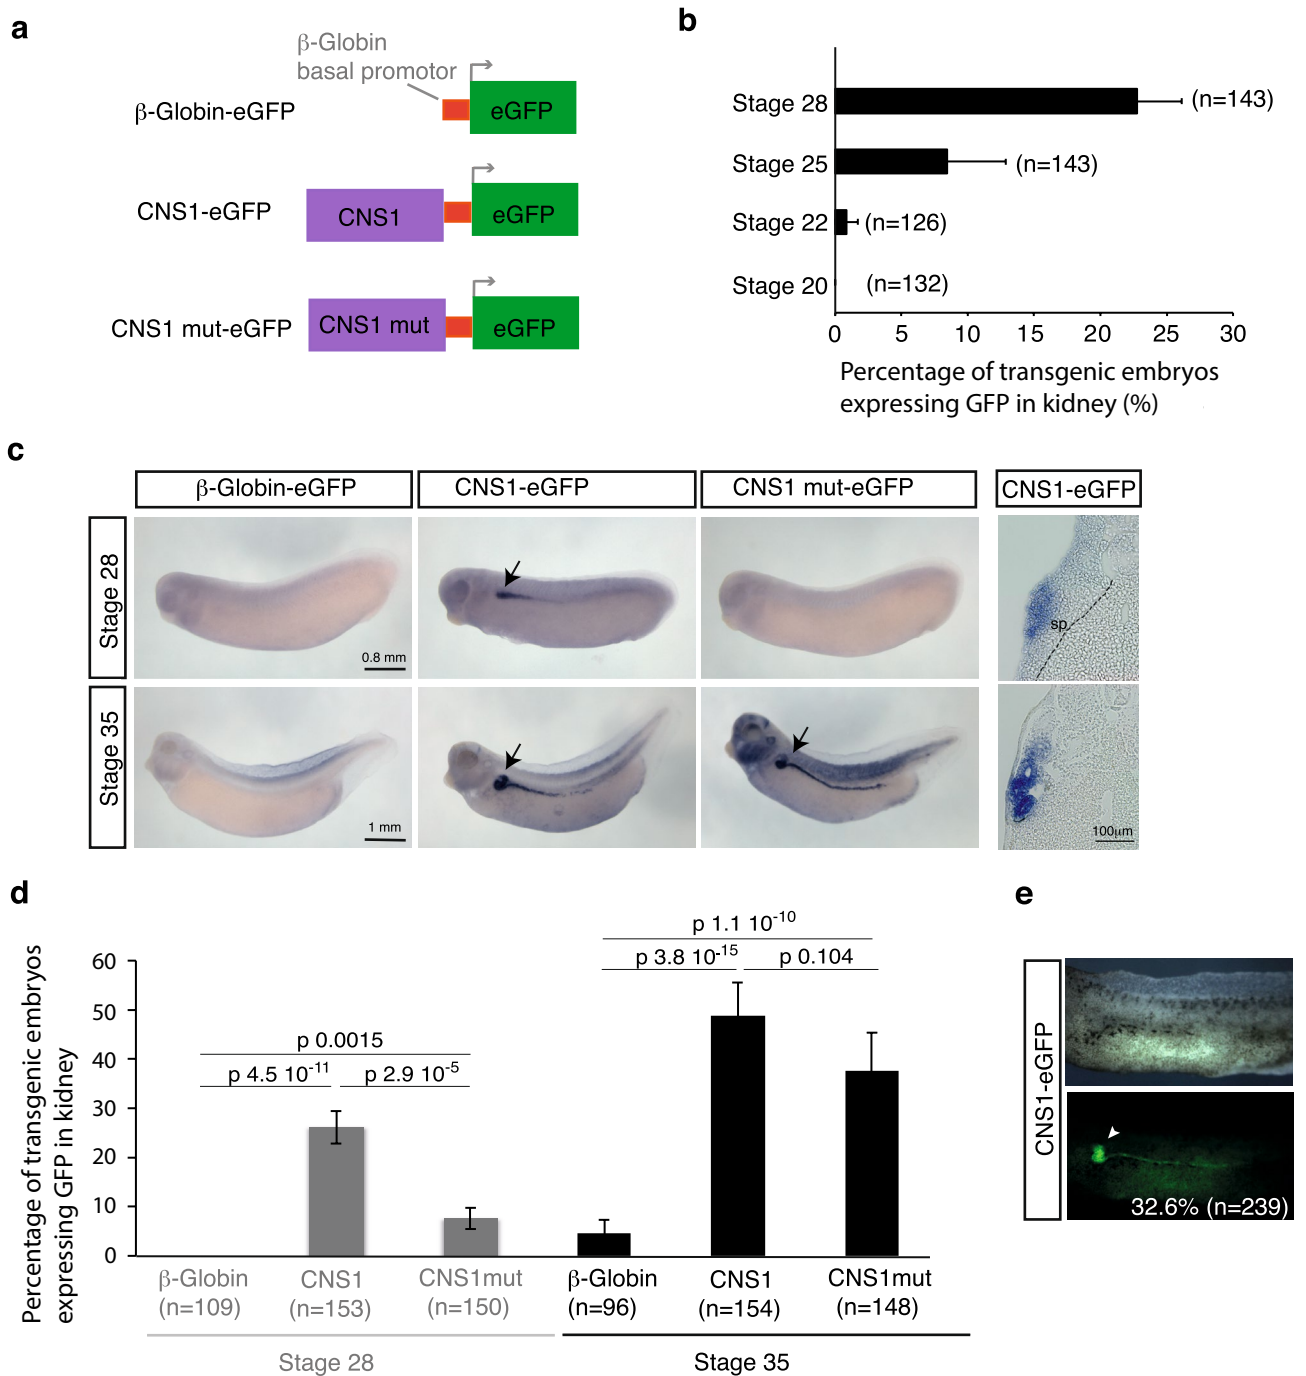 a
β-Globin
basal promotor
β-Globin-eGFP
eGFP
CNS1-eGFP
CNS1
eGFP
CNS1 mut-eGFP
CNS1 mut
eGFP
b
Stage 28
(n=143)
Stage 25
(n=143)
Stage 22
(n=126)
Stage 20
(n=132)
0 5 10 15 20 25 30
Percentage of transgenic embryos
expressing GFP in kidney (%)
c
β-Globin-eGFP
CNS1-eGFP
CNS1 mut-eGFP
CNS1-eGFP
Stage 28
0.8 mm
sp
Stage 35
1 mm
100μm
d
Percentage of transgenic embryos
expressing GFP in kidney
60
50
40
30
20
10
0
p 0.0015
p 4.5 10-11
p 2.9 10-5
p 1.1 10-10
p 3.8 10-15
p 0.104
β-Globin
(n=109)
CNS1
(n=153)
CNS1mut
(n=150)
β-Globin
(n=96)
CNS1
(n=154)
CNS1mut
(n=148)
Stage 28
Stage 35
e
CNS1-eGFP
32.6% (n=239)